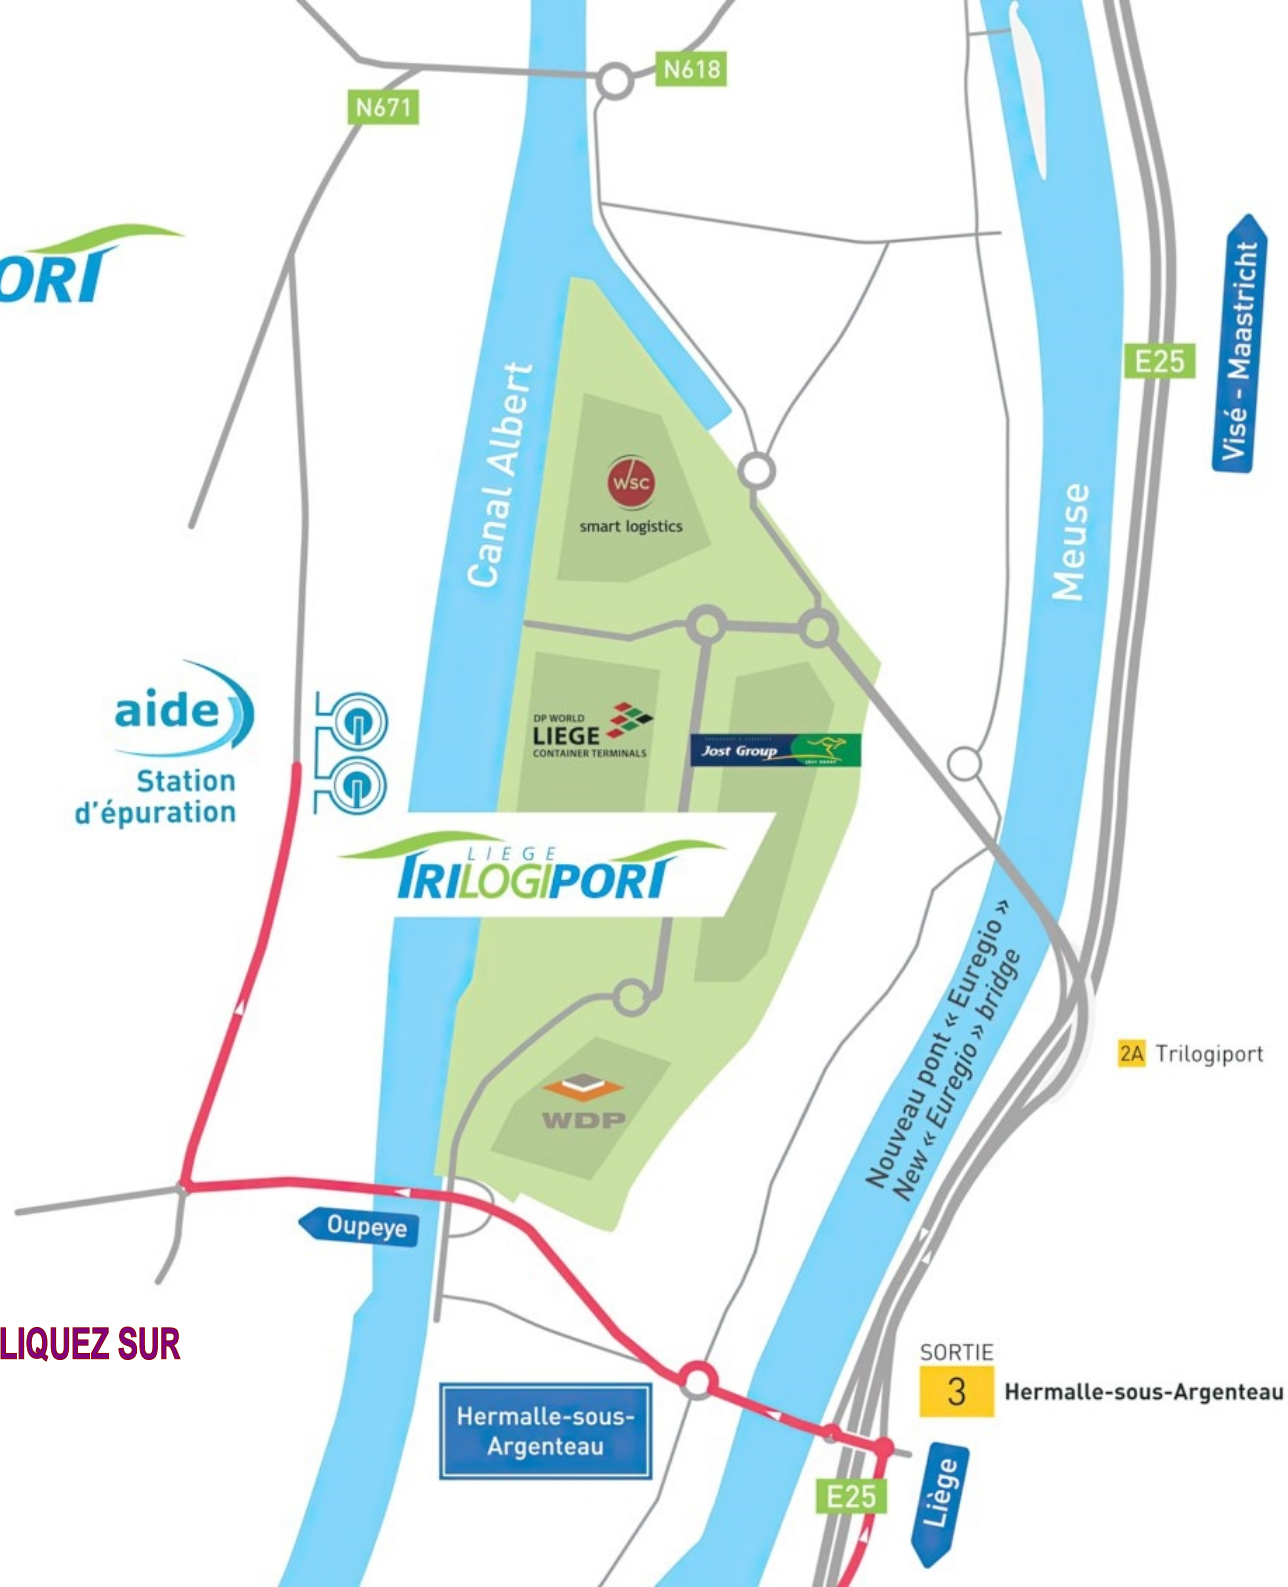 N618
N671
PORT
Visé - Maastricht
E25
Canal Albert
Meuse
wsc
smart logistics
aide
Station
d'épuration
DP WORLD
LIEGE
CONTAINER TERMINALS
Jost Group
LIEGE
TRILOGIPORT
Nouveau pont « Euregio »
New « Euregio » bridge
2A Trilogiport
WDP
Oupeye
LIQUEZ SUR
SORTIE
3 Hermalle-sous-Argenteau
Hermalle-sous-
Argenteau
E25
Liège